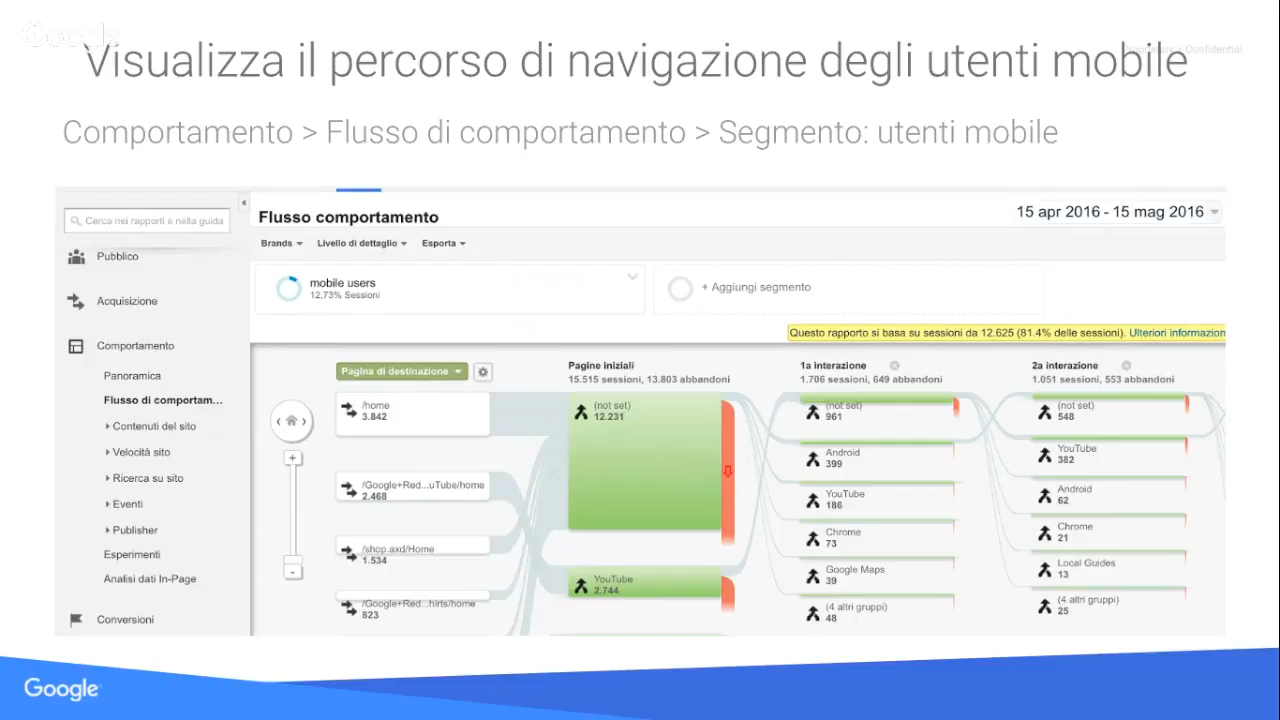 Google
Proprietary + Confidential
Visualizza il percorso di navigazione degli utenti mobile
Comportamento > Flusso di comportamento > Segmento: utenti mobile
Cerca nei rapporti e nella guida
Pubblico
Acquisizione
Comportamento
Panoramica
Flusso di comportam...
Contenuti del sito
Velocità sito
Ricerca su sito
Eventi
Publisher
Esperimenti
Analisi dati In-Page
Conversioni
Flusso comportamento
15 apr 2016 - 15 mag 2016
Brands
Livello di dettaglio
Esporta
mobile users
12,73% Sessioni
+ Aggiungi segmento
Questo rapporto si basa su sessioni da 12.625 (81.4% delle sessioni). Ulteriori informazion
Pagina di destinazione
/home
3.842
/Google+Red...uTube/home
2.468
/shop.axd/Home
1.534
/Google+Red...hirts/home
823
+
-
Pagine iniziali
15.515 sessioni, 13.803 abbandoni
(not set)
12.231
YouTube
2.744
1a interazione
1.706 sessioni, 649 abbandoni
(not set)
961
Android
399
YouTube
186
Chrome
73
Google Maps
39
(4 altri gruppi)
48
2a interazione
1.051 sessioni, 553 abbandoni
(not set)
548
YouTube
382
Android
62
Chrome
21
Local Guides
13
(4 altri gruppi)
25
Google